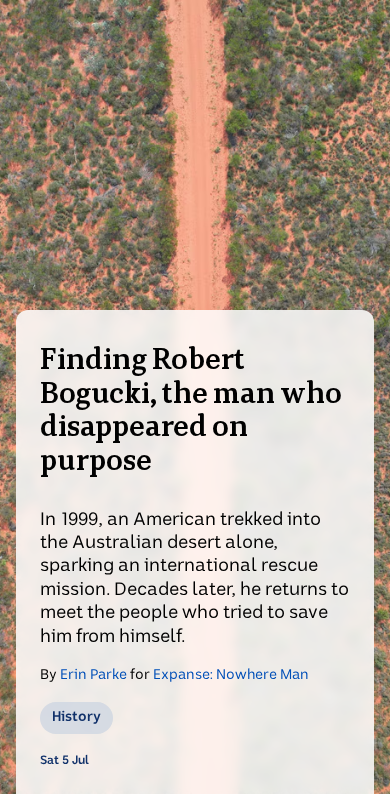 Finding Robert
Bogucki, the man who
disappeared on
purpose
In 1999, an American trekked into
the Australian desert alone,
sparking an international rescue
mission. Decades later, he returns to
meet the people who tried to save
him from himself.
By Erin Parke for Expanse: Nowhere Man
History
Sat 5 Jul